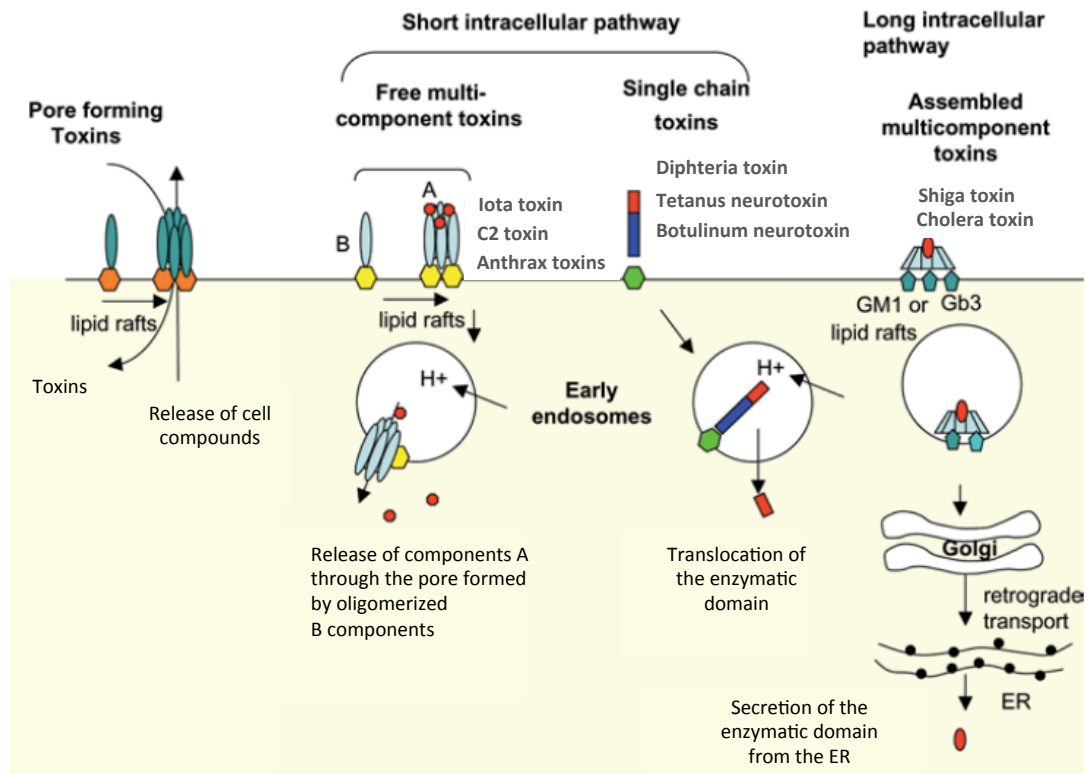 Short intracellular pathway
Long intracellular
pathway
Pore forming
Toxins
Free multi-
component toxins
Single chain
toxins
Assembled
multicomponent
toxins
A
B
Iota toxin
C2 toxin
Anthrax toxins
Diphteria toxin
Tetanus neurotoxin
Botulinum neurotoxin
Shiga toxin
Cholera toxin
lipid rafts
lipid rafts
GM1 or Gb3
lipid rafts
Toxins
Release of cell
compounds
H+
Early
endosomes
H+
Release of components A
through the pore formed
by oligomerized
B components
Translocation of
the enzymatic
domain
Golgi
retrograde
transport
ER
Secretion of the
enzymatic domain
from the ER